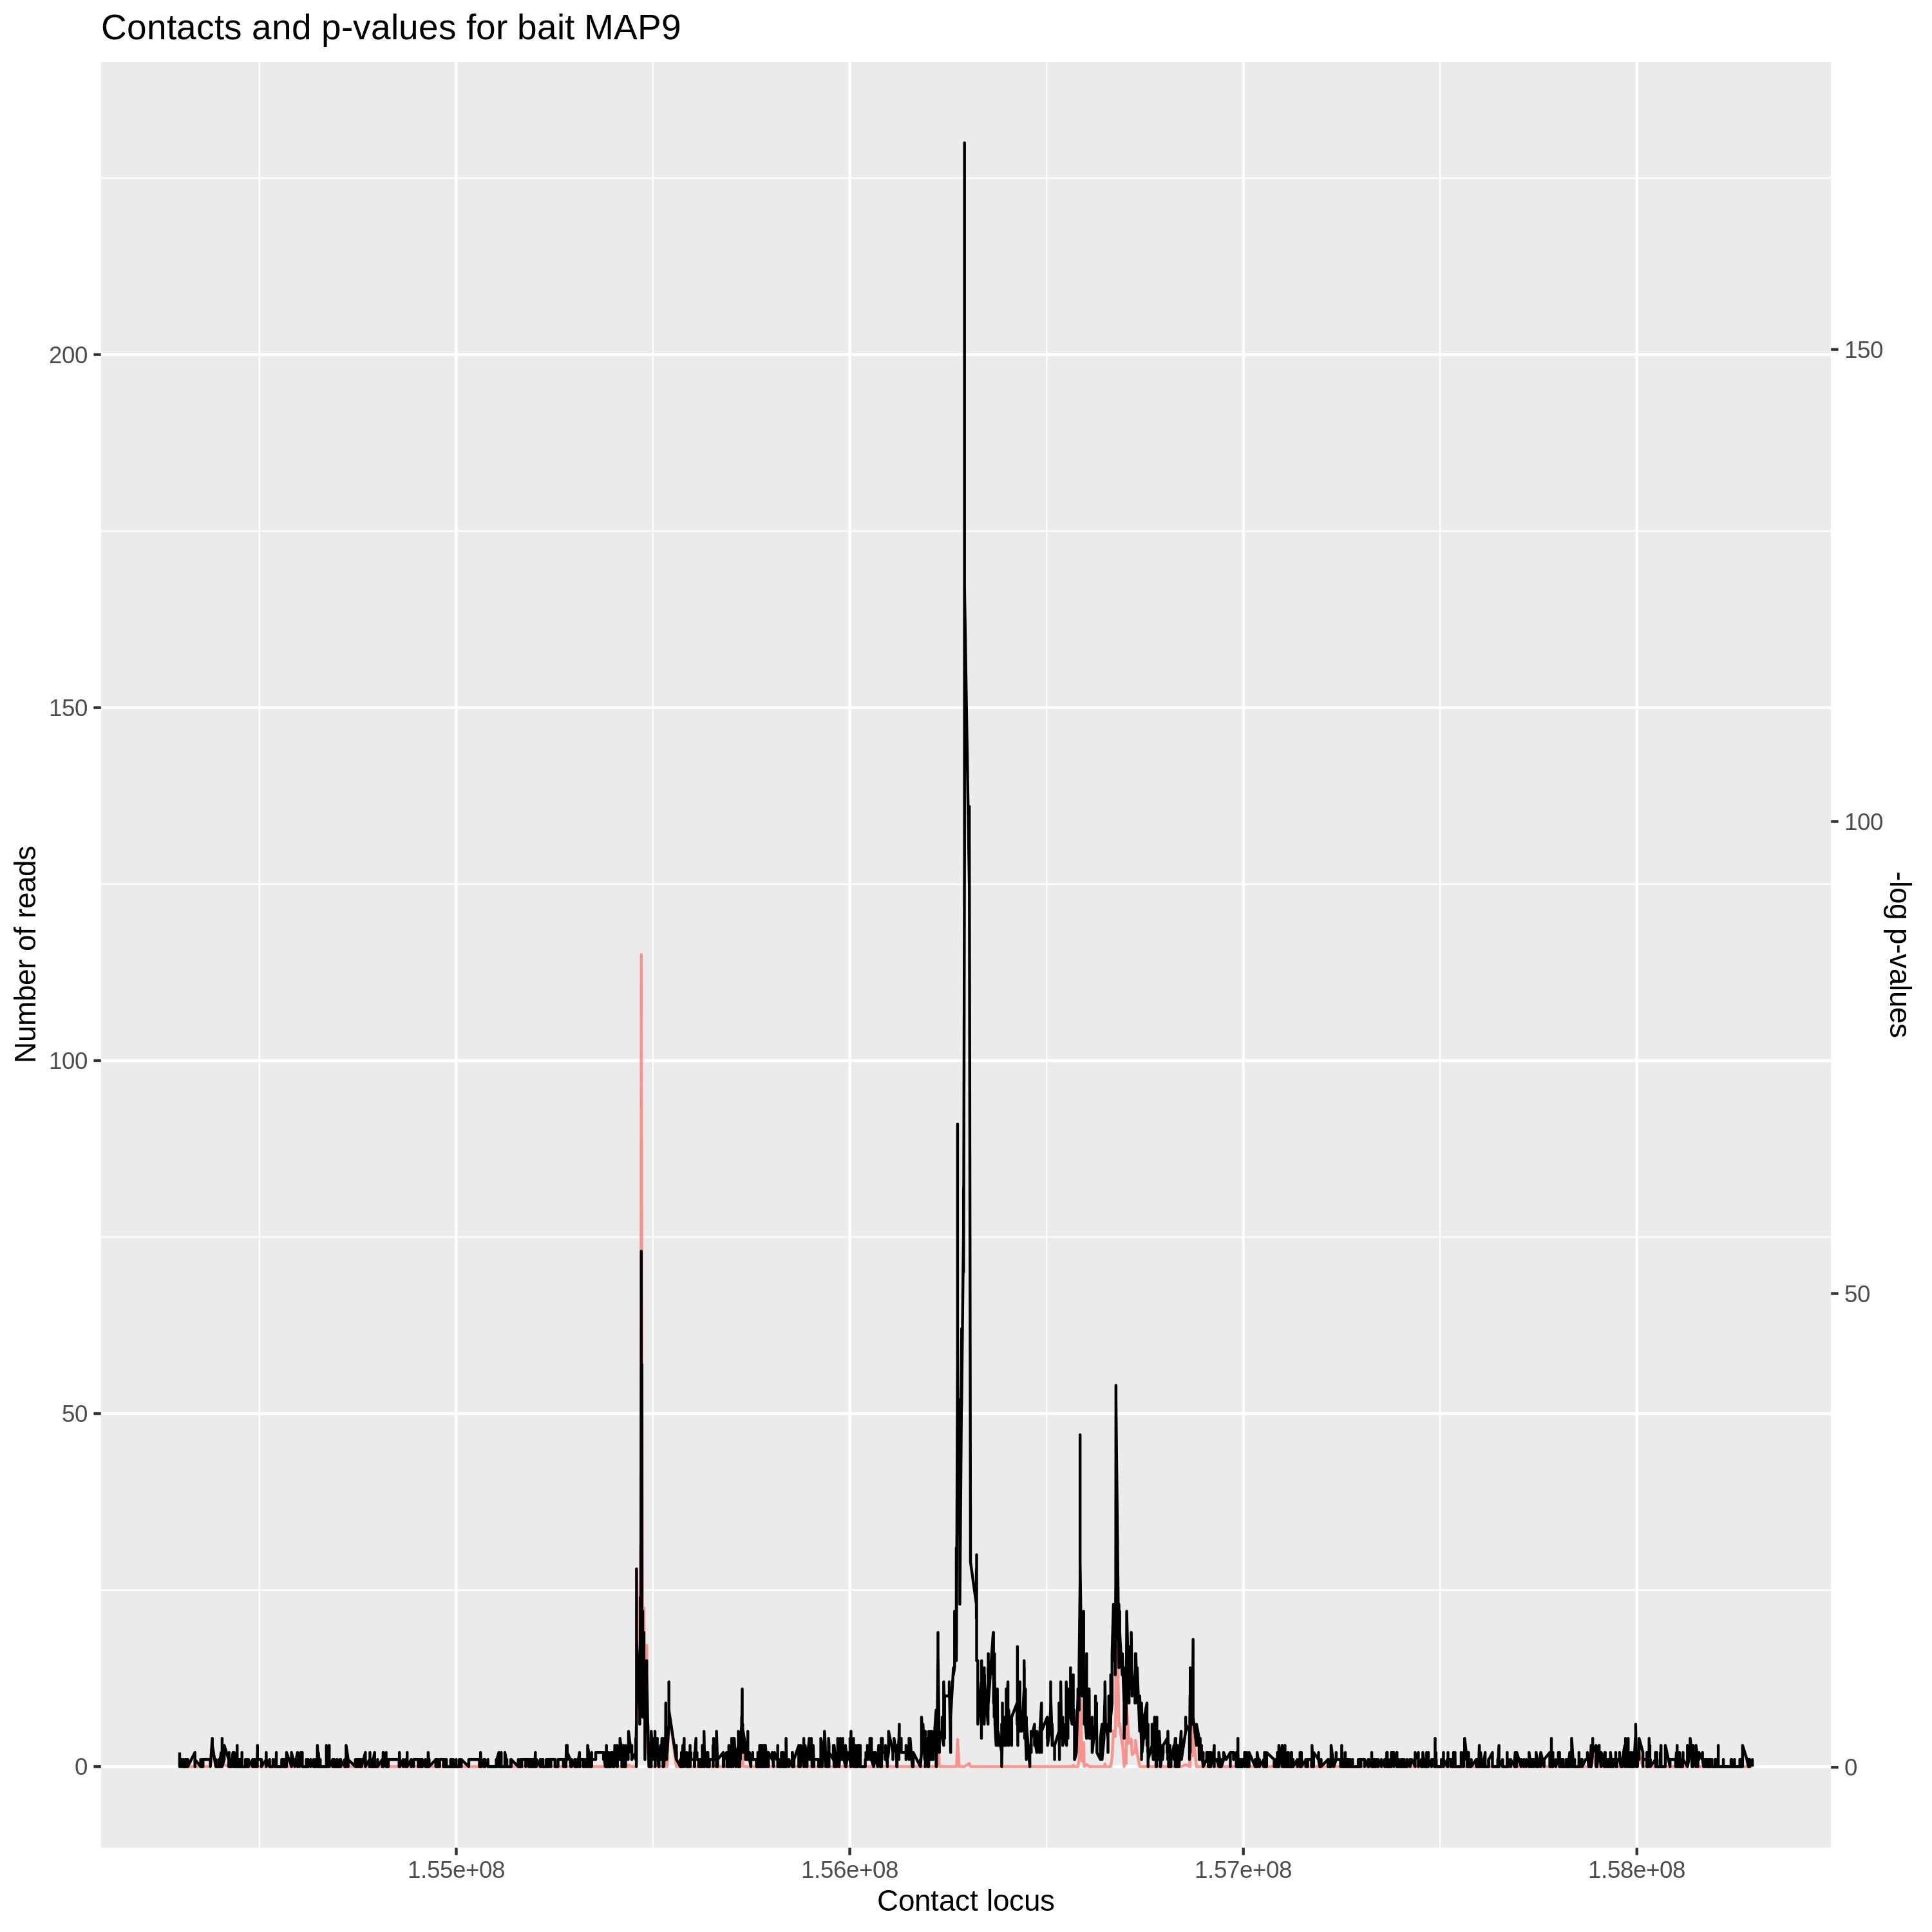 Contacts and p-values for bait MAP9
Number of reads
200
150
100
50
0
150
100
50
0
-log p-values
1.55e+08 1.56e+08 1.57e+08 1.58e+08
Contact locus